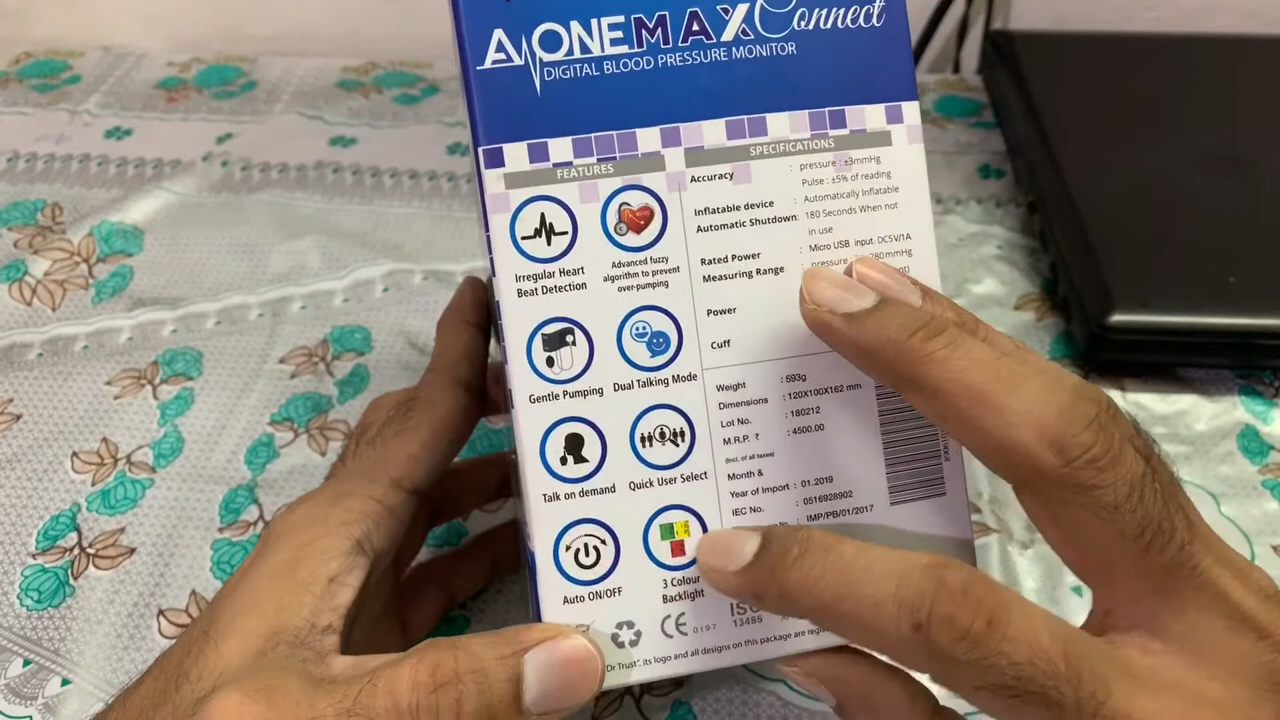 A ONE MAX Connect
DIGITAL BLOOD PRESSURE MONITOR
FEATURES
Irregular Heart
Beat Detection
Advanced fuzzy
algorithm to prevent
over-pumping
Gentle Pumping
Dual Talking Mode
Talk on demand
Quick User Select
Auto ON/OFF
3 Colour
Backlight
SPECIFICATIONS
Accuracy : pressure : ±3mmHg
Pulse : ±5% of reading
Inflatable device : Automatically Inflatable
Automatic Shutdown: 180 Seconds When not
in use
Rated Power : Micro USB input: DC5V/1A
Measuring Range : pressure 280mmHg
Power
Cuff
Weight : 593g
Dimensions : 120X100X162 mm
Lot No. : 180212
M.R.P. ₹ : 4500.00
(Incl. of all taxes)
Month &
Year of Import : 01.2019
IEC No. : 0516928902
IMP/PB/01/2017
CE 0197
ISO
13485
"Dr Trust", its logo and all designs on this package are